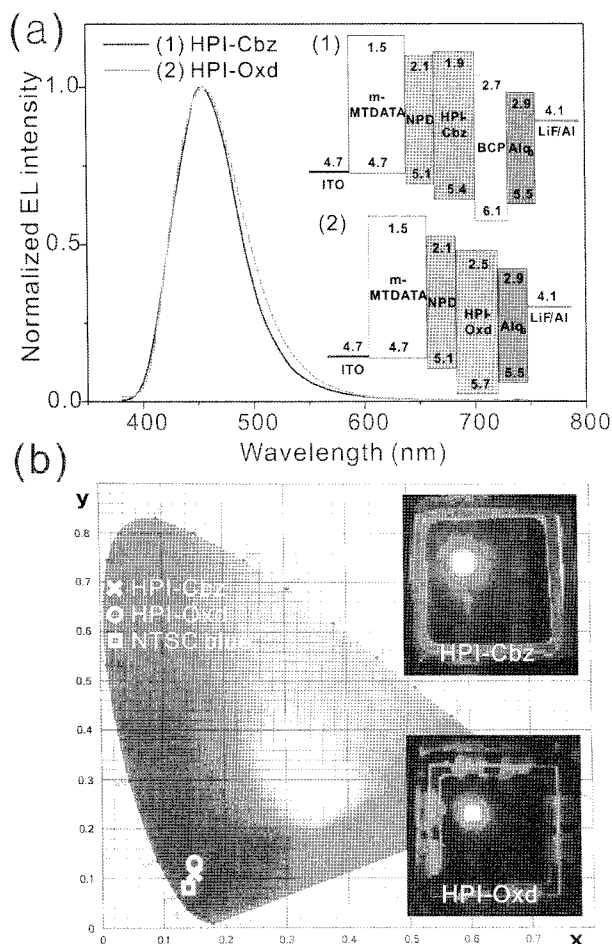 (a)
(1) HPI-Cbz
(2) HPI-Oxd
Normalized EL intensity
1.0
0.5
0.0
400 500 600 700 800
Wavelength (nm)
(1)
4.7
ITO
1.5
m-
MTDATA
4.7
2.1
NPD
5.1
1.9
HPI-
Cbz
5.4
2.7
BCP
6.1
2.9
Alq3
5.5
4.1
LiF/Al
(2)
4.7
ITO
1.5
m-
MTDATA
4.7
2.1
NPD
5.1
2.5
HPI-
Oxd
5.7
2.9
Alq3
5.5
4.1
LiF/Al
(b)
y
0.8
0.7
0.6
0.5
0.4
0.3
0.2
0.1
0
0 0.1 0.2 0.3 0.4 0.5 0.6 0.7
x
HPI-Cbz
HPI-Oxd
NTSC blue
HPI-Cbz
HPI-Oxd